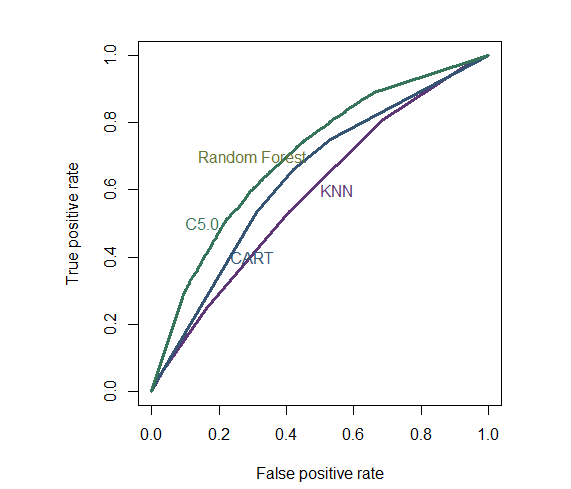 True positive rate
1.0
0.8
0.6
0.4
0.2
0.0
Random Forest
KNN
C5.0
CART
0.0 0.2 0.4 0.6 0.8 1.0
False positive rate